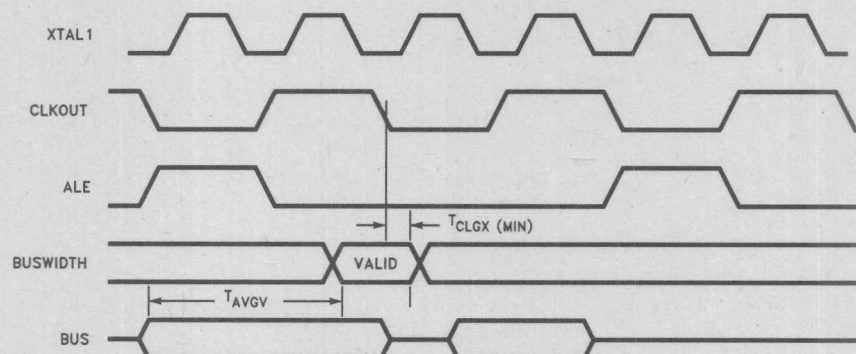 XTAL1
CLKOUT
ALE
TCLGX (MIN)
BUSWIDTH
VALID
TAVGV
BUS